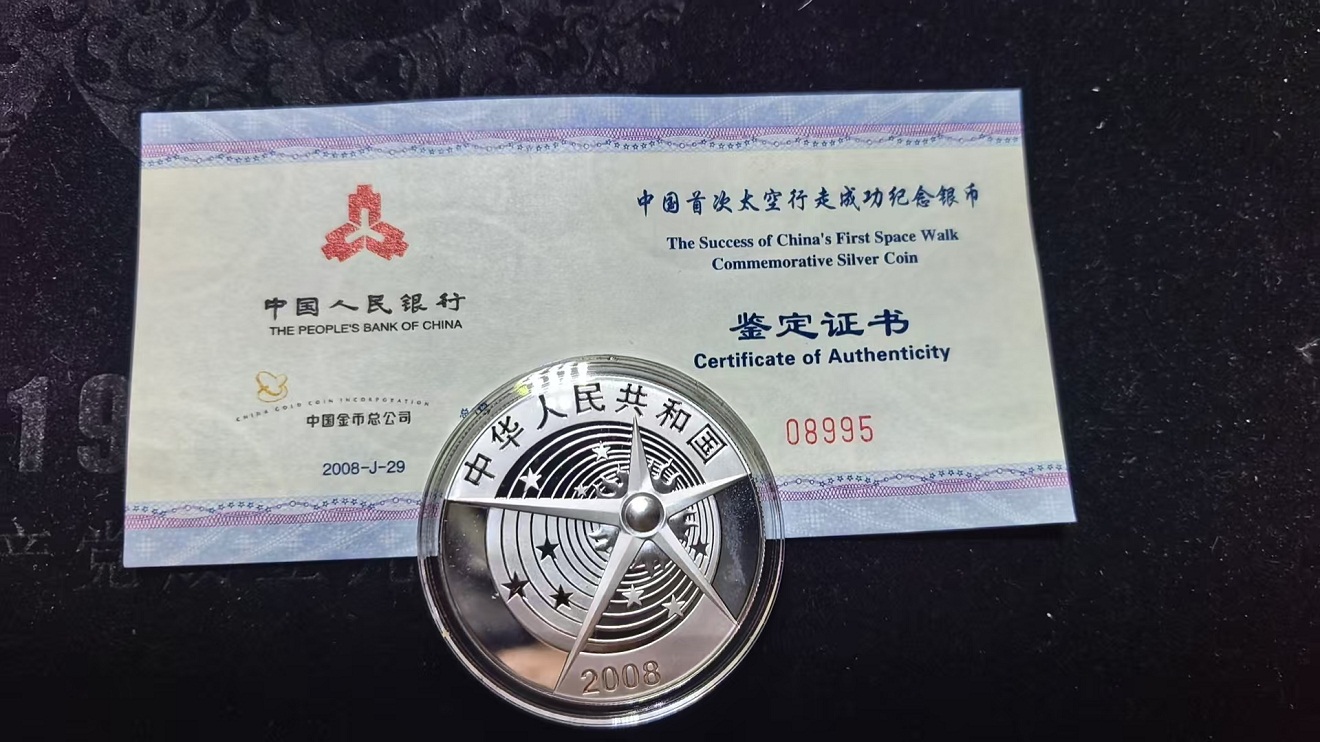 中国人民银行
THE PEOPLE'S BANK OF CHINA
CHINA GOLD COIN INCORPORATION
中国金币总公司
2008-J-29
中国首次太空行走成功纪念银币
The Success of China's First Space Walk
Commemorative Silver Coin
鉴定证书
Certificate of Authenticity
08995
中华人民共和国
2008
19